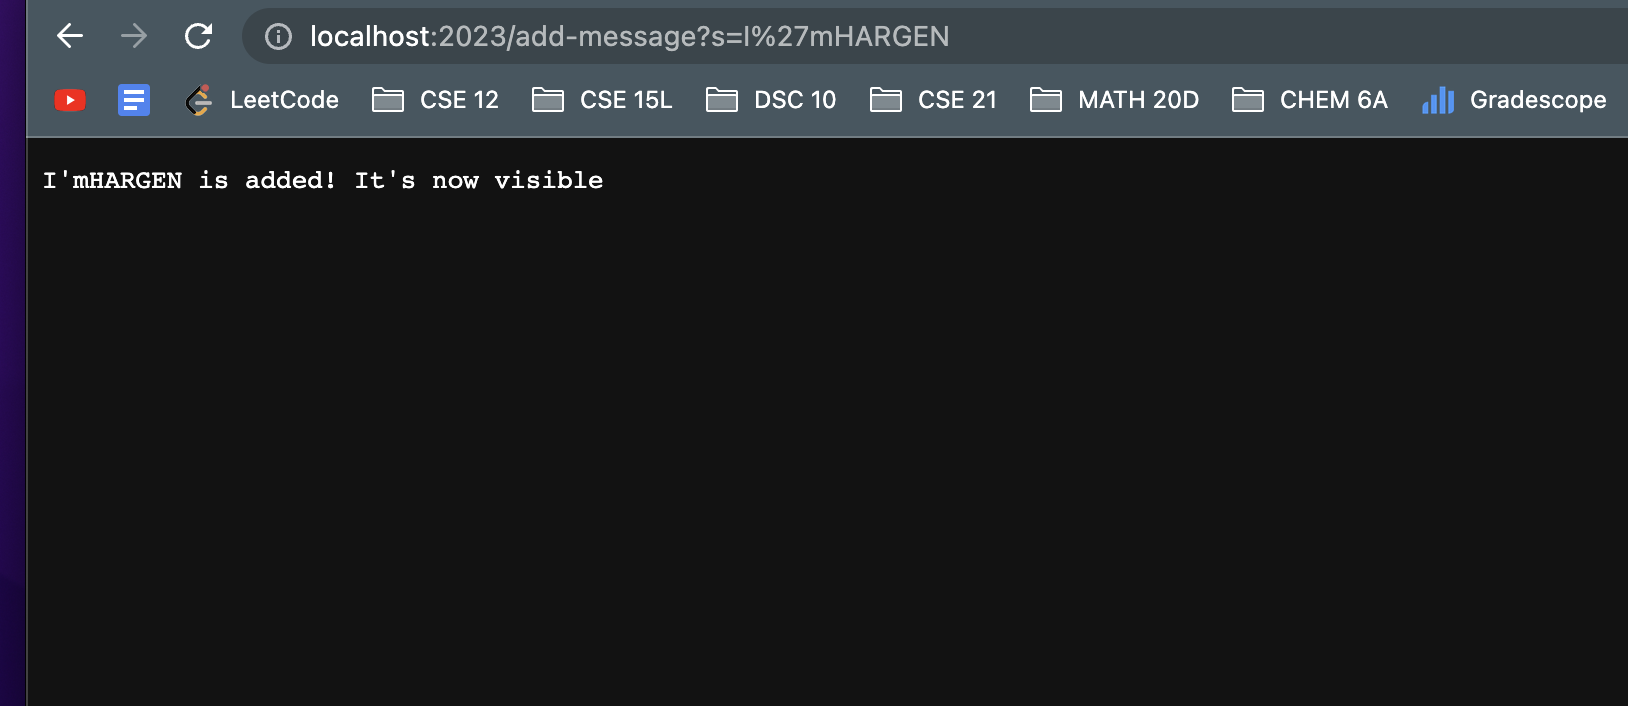 localhost:2023/add-message?s=I%27mHARGEN
LeetCode CSE 12 CSE 15L DSC 10 CSE 21 MATH 20D CHEM 6A Gradescope
I'mHARGEN is added! It's now visible